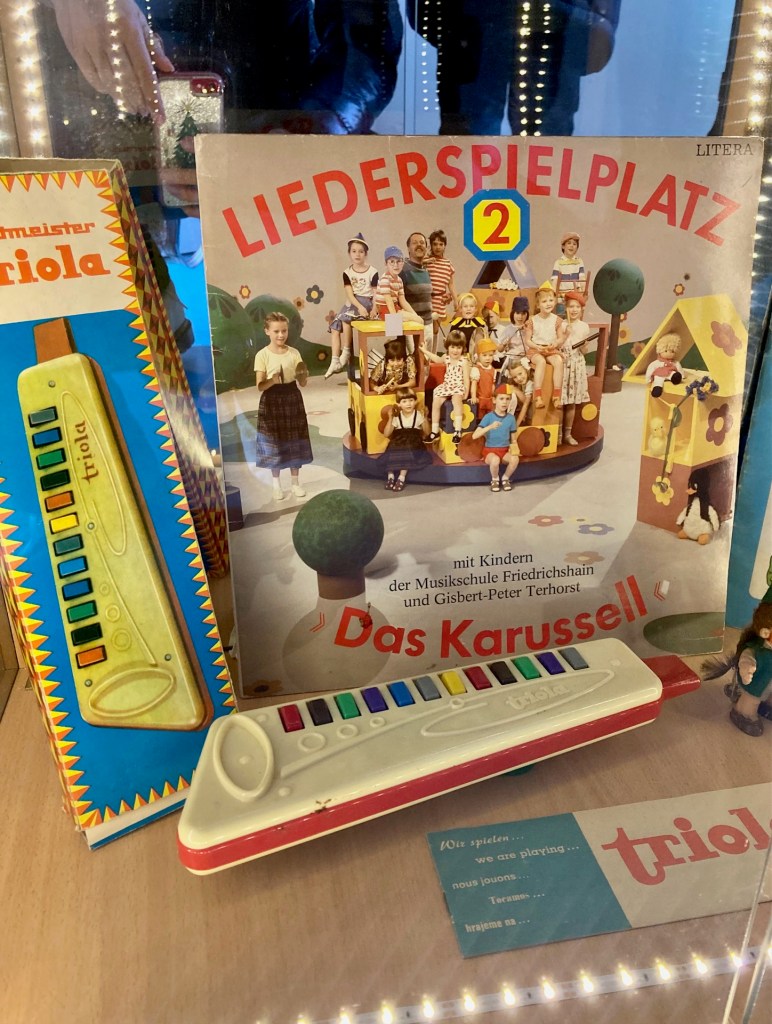 LITERA
LIEDERSPIELPLATZ
2
mit Kindern
der Musikschule Friedrichshain
und Gisbert-Peter Terhorst
»Das Karussell«
tmeister
riola
triola
triola
Wir spielen...
we are playing...
nous jouons...
hrajeme na...
triola